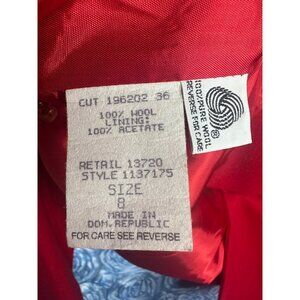 CUT 196202 36
100% WOOL
LINING:
100% ACETATE
RETAIL 13720
STYLE 1137175
SIZE
8
MADE IN
DOM. REPUBLIC
FOR CARE SEE REVERSE
100% PURE WOOL
REVERSE FOR CARE
®